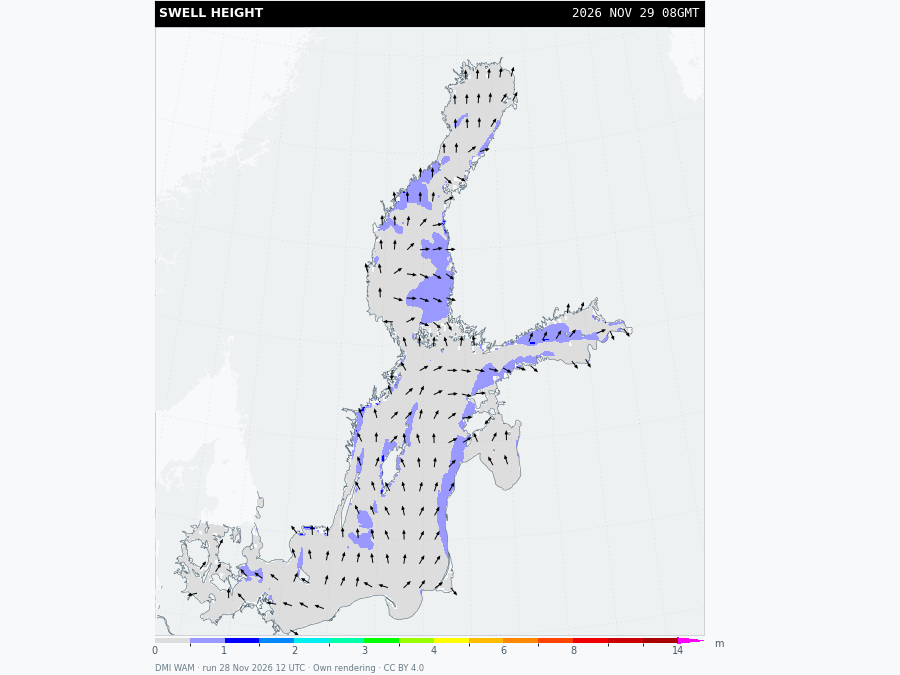 SWELL HEIGHT
2026 NOV 29 08GMT
0 1 2 3 4 6 8 14 m
DMI WAM · run 28 Nov 2026 12 UTC · Own rendering · CC BY 4.0